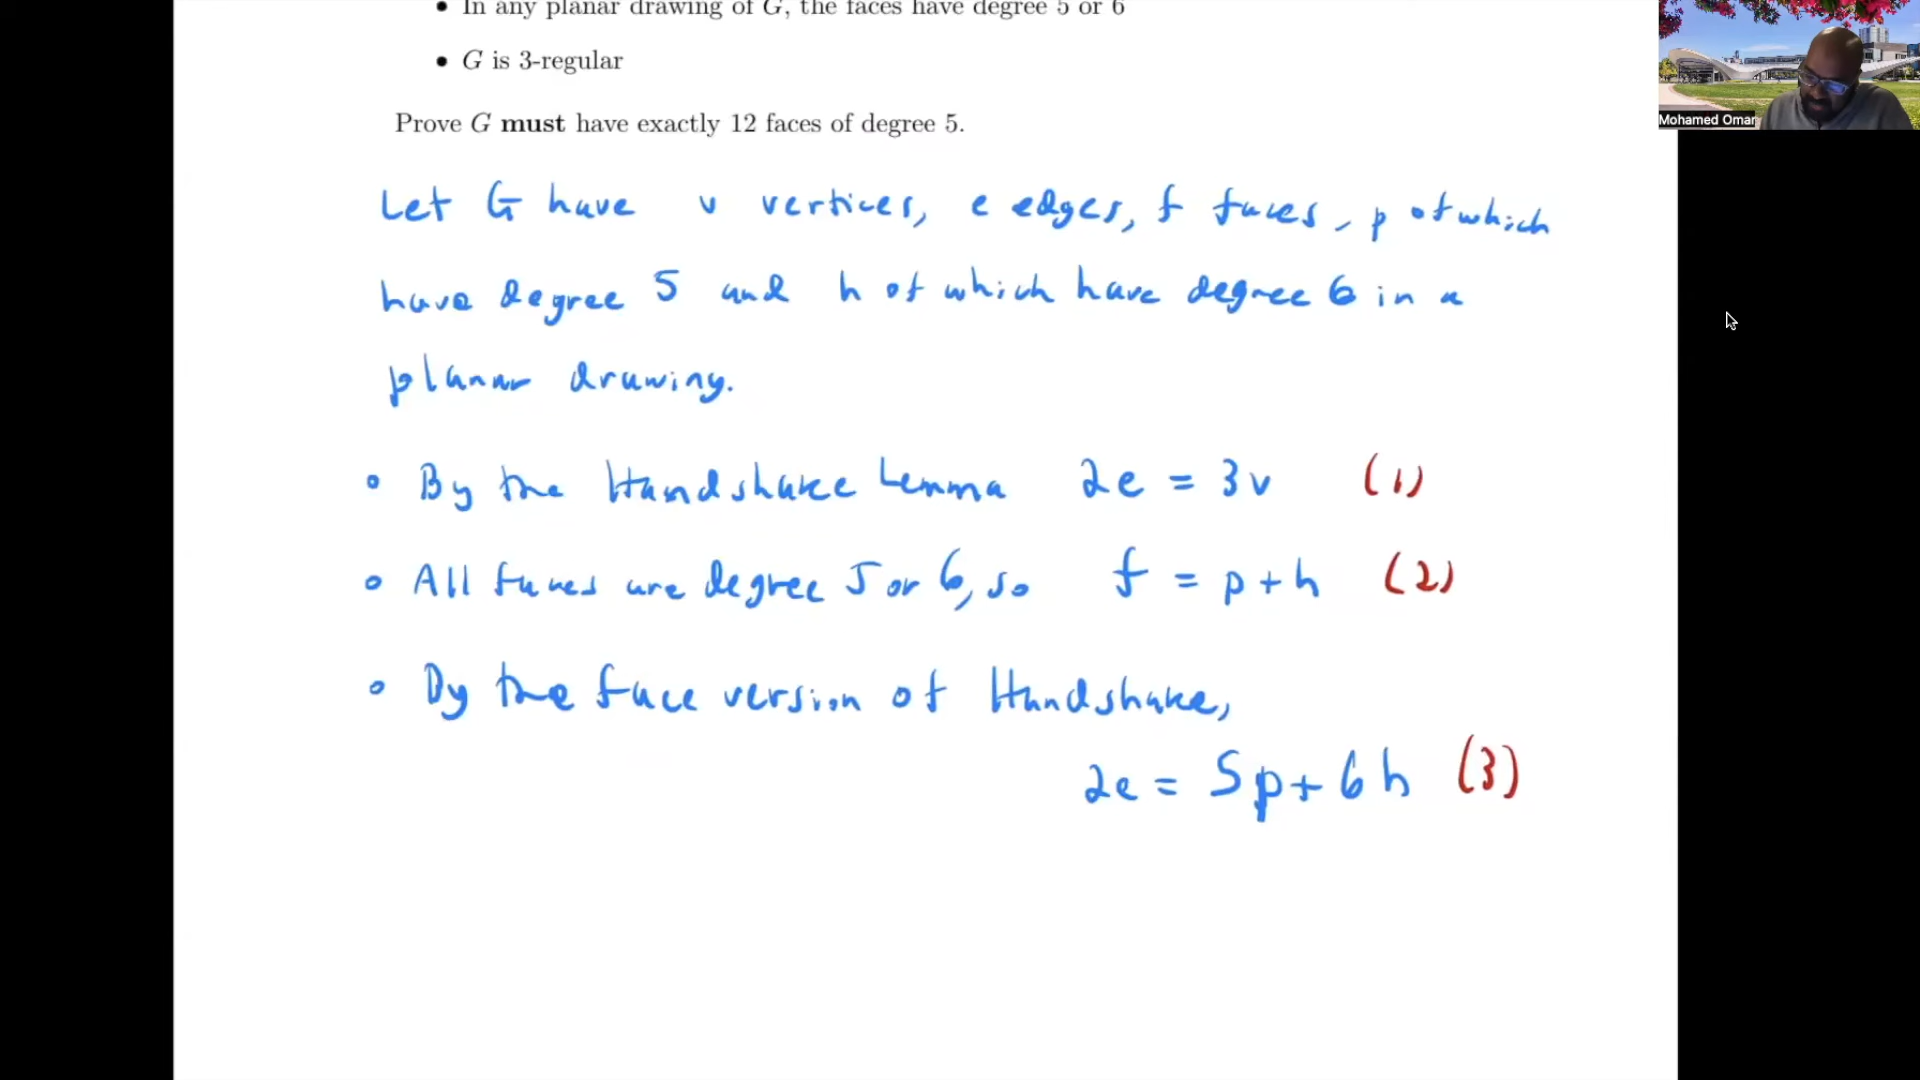 • In any planar drawing of G, the faces have degree 5 or 6
• G is 3-regular
Prove G must have exactly 12 faces of degree 5.
Let G have v vertices, e edges, f faces, p of which
have degree 5 and h of which have degree 6 in a
planar drawing.
• By the Handshake Lemma 2e = 3v (1)
• All faces are degree 5 or 6, so f = p+h (2)
• By the face version of Handshake,
2e = 5p+6h (3)
Mohamed Omar